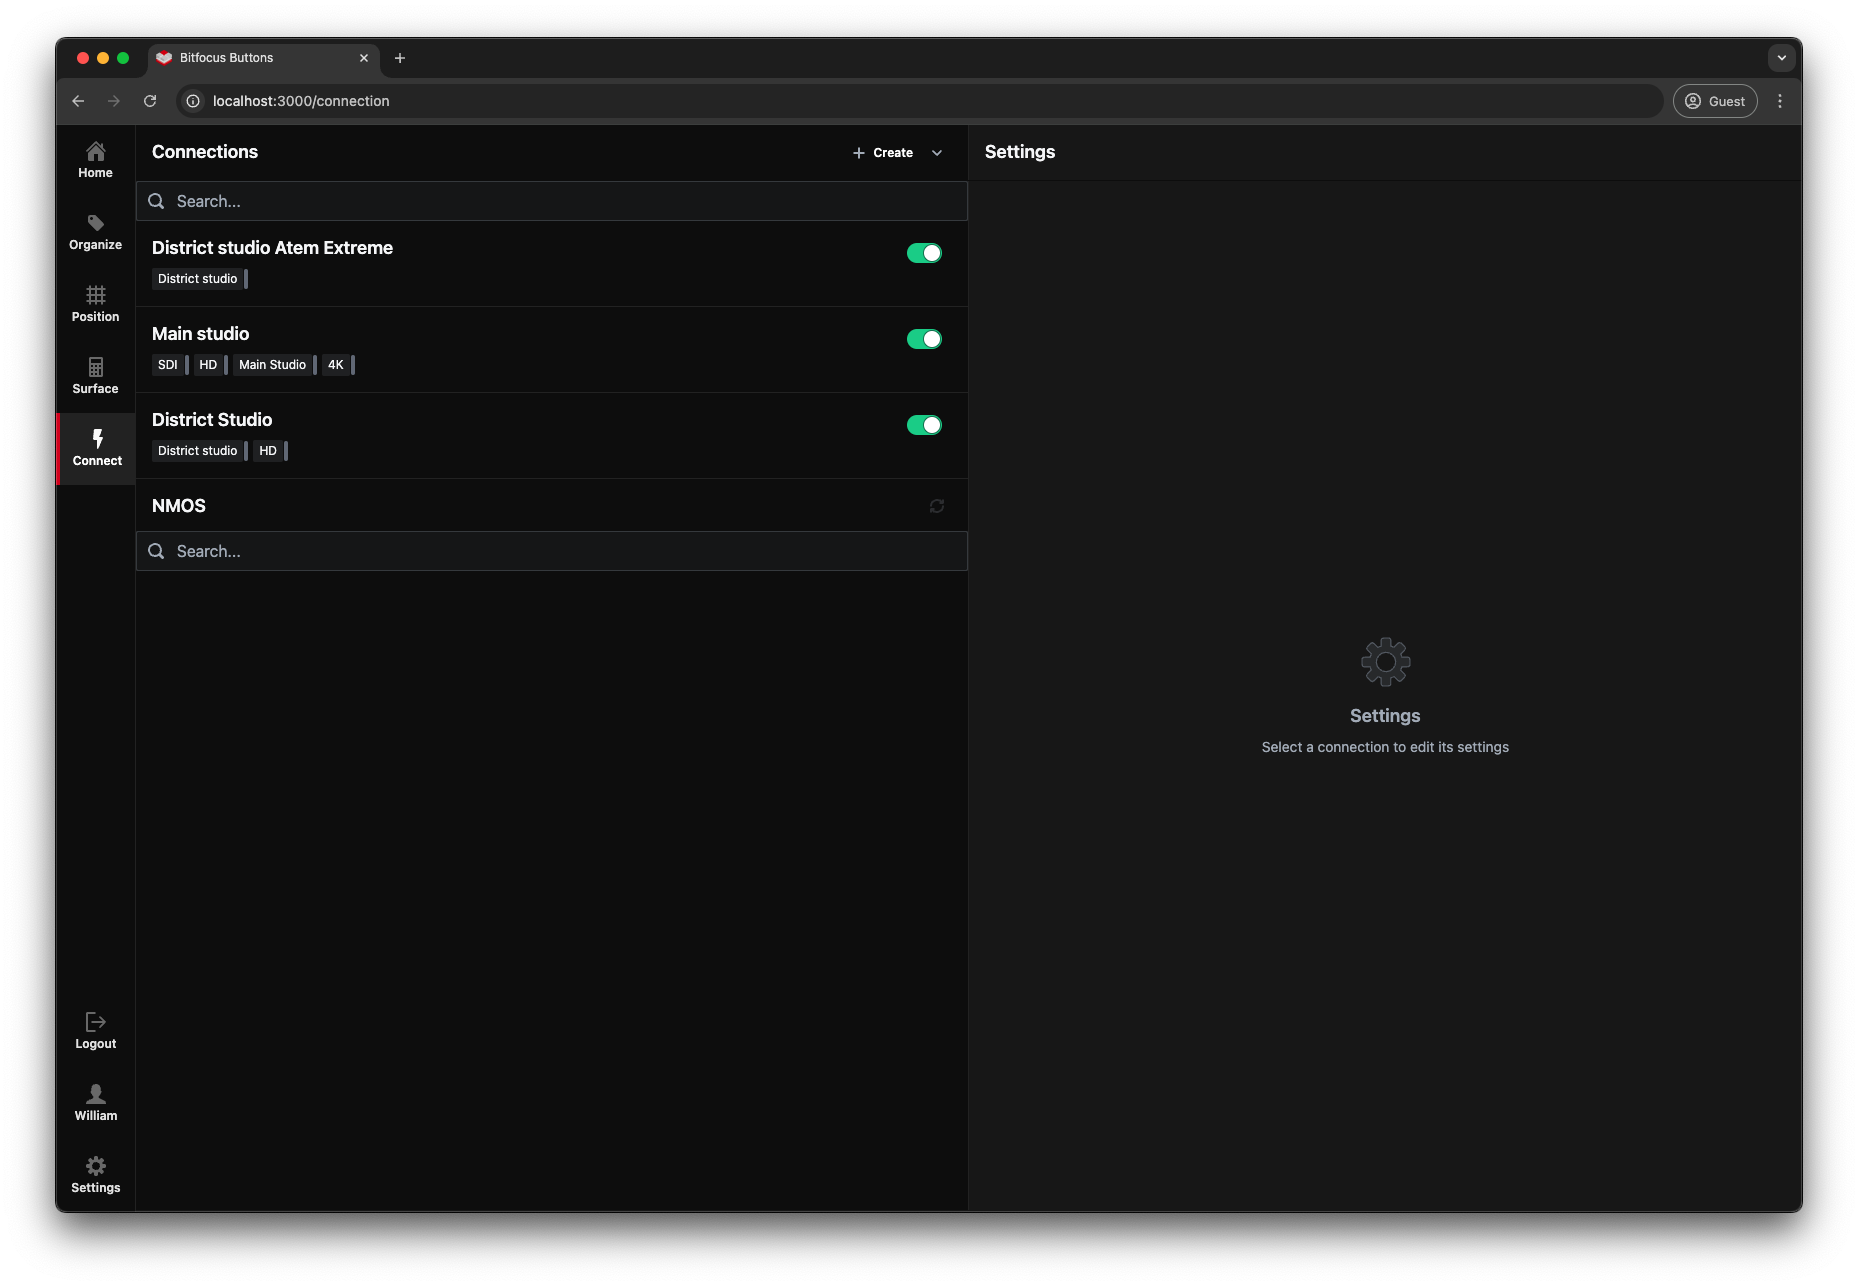 Bitfocus Buttons
localhost:3000/connection
Guest
Home
Organize
Position
Surface
Connect
Logout
William
Settings
Connections
Create
Search...
District studio Atem Extreme
District studio
Main studio
SDI HD Main Studio 4K
District Studio
District studio HD
NMOS
Search...
Settings
Settings
Select a connection to edit its settings